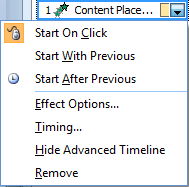 1 Content Place...
Start On Click
Start With Previous
Start After Previous
Effect Options...
Timing...
Hide Advanced Timeline
Remove